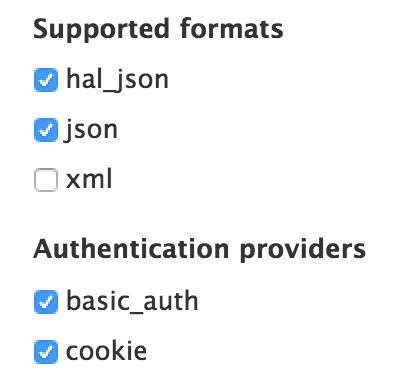 Supported formats
hal_json
json
xml
Authentication providers
basic_auth
cookie